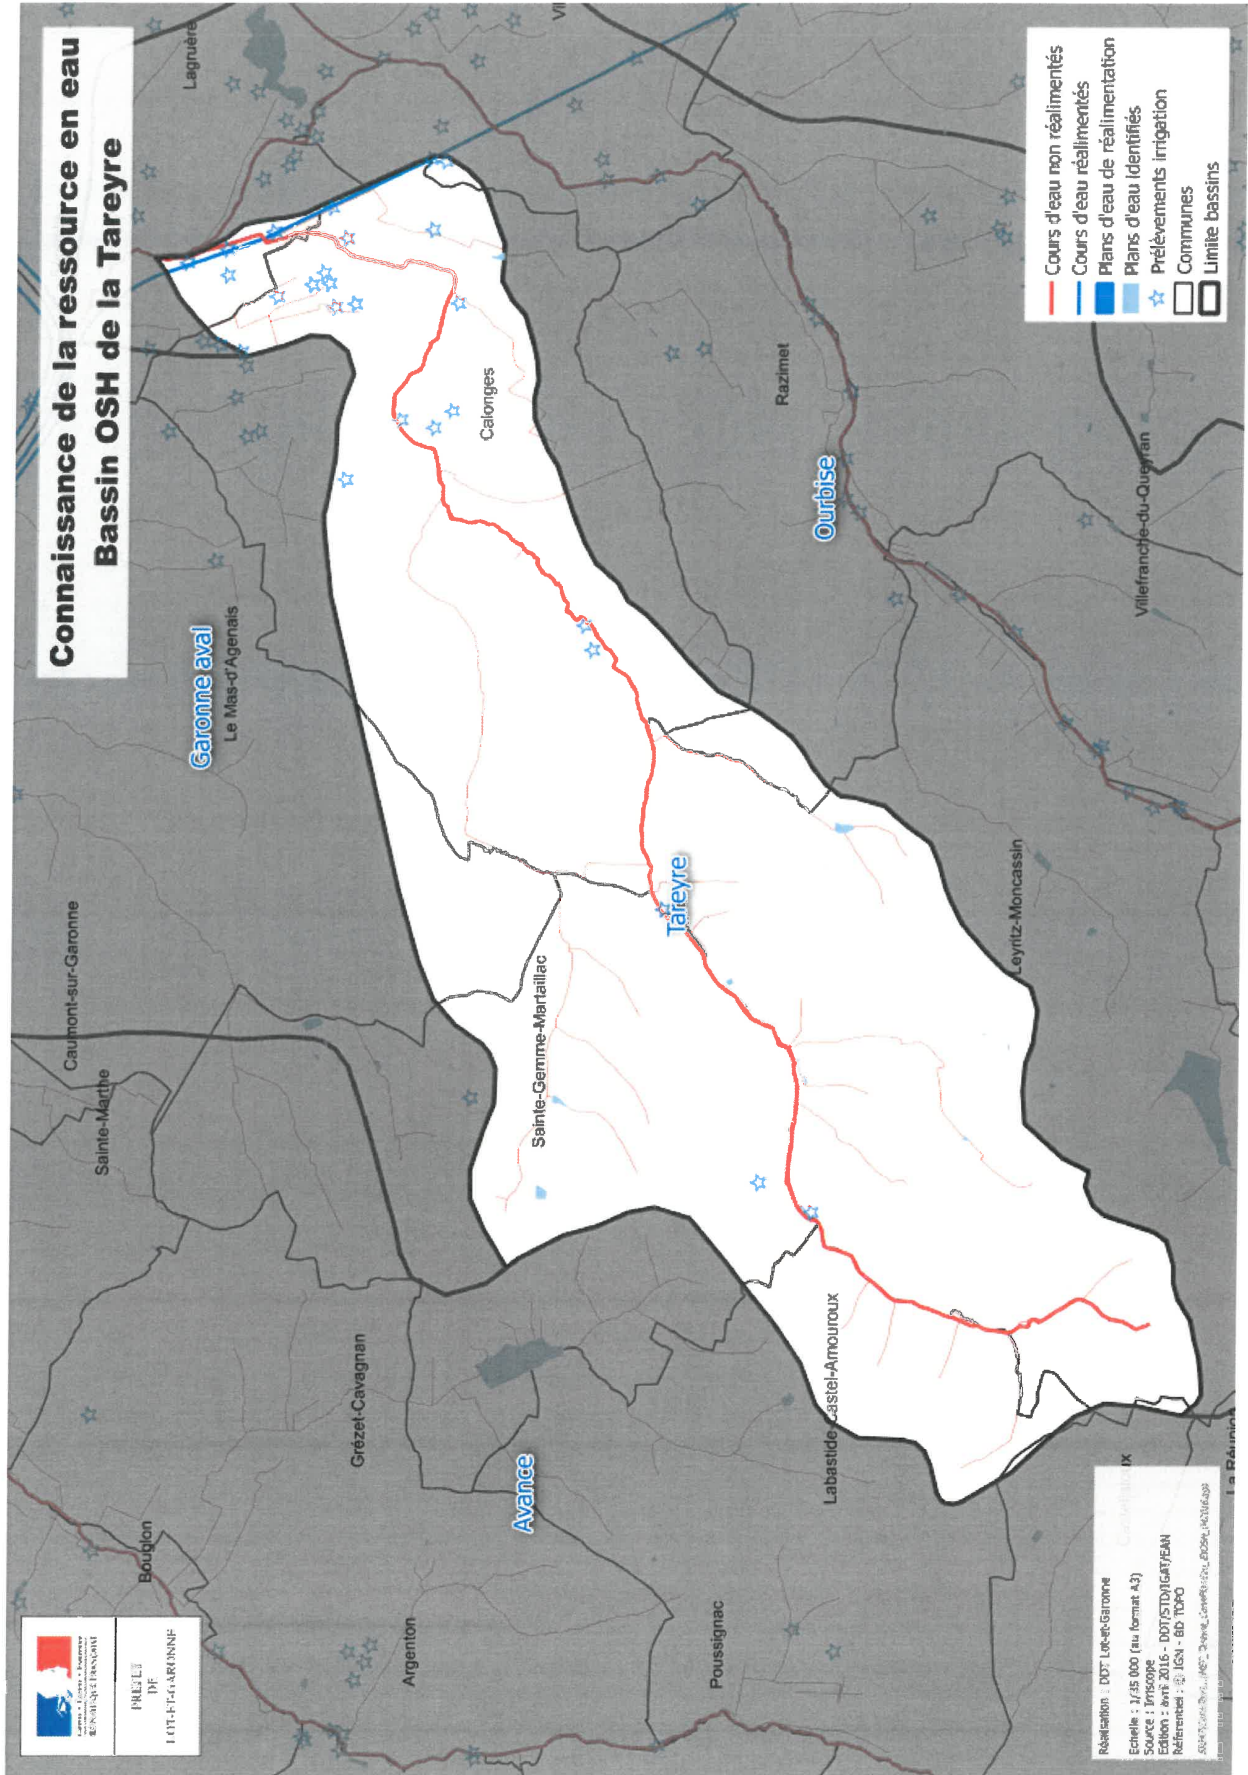 Connaissance de la ressource en eau
Bassin OSH de la Tareyre
Cours d'eau non réalimentés
Cours d'eau réalimentés
Plans d'eau de réalimentation
Plans d'eau identifiés
Prélèvements irrigation
Communes
Limite bassins
Lagruère
Garonne aval
Le Mas-d'Agenais
Caumont-sur-Garonne
Sainte-Marthe
Calonges
Razimet
Ourbise
Villefranche-du-Queyran
Tareyre
Sainte-Gemme-Martaillac
Leyritz-Moncassin
Grézet-Cavagnan
Labastide-Castel-Amouroux
Avance
Bouglon
Argenton
Poussignac
La Réunion
RÉPUBLIQUE FRANÇAISE
PRÉFET
DE
LOT-ET-GARONNE
Réalisation : DDT Lot-et-Garonne
Echelle : 1/35 000 (au format A3)
Source : Irriscope
Edition : avril 2016 - DDT/STD/IGAT/EAN
Référentiel : © IGN - BD TOPO